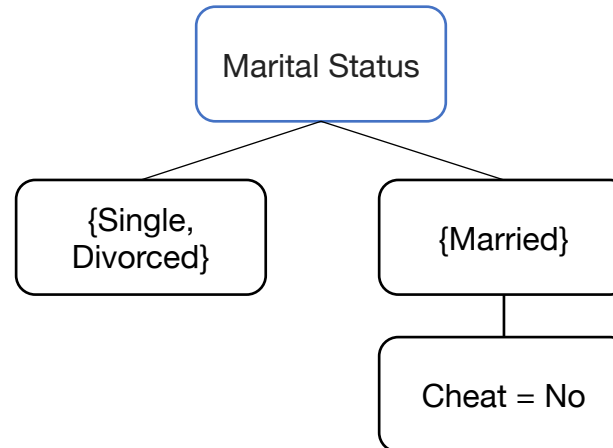 Marital Status
{Single,
Divorced}
{Married}
Cheat = No